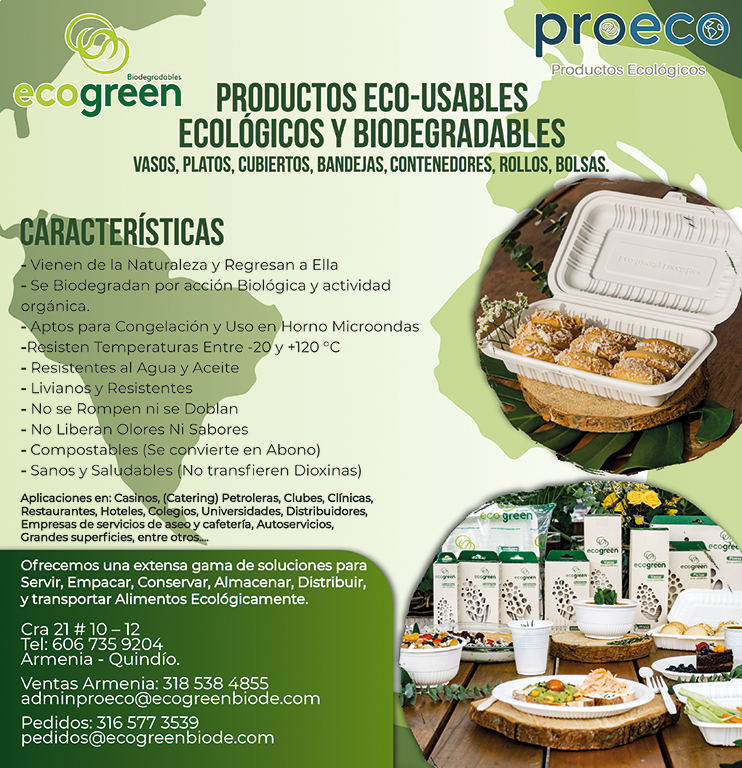 Biodegradables
ecogreen
proeco
Productos Ecológicos
PRODUCTOS ECO-USABLES
ECOLÓGICOS Y BIODEGRADABLES
VASOS, PLATOS, CUBIERTOS, BANDEJAS, CONTENEDORES, ROLLOS, BOLSAS.
CARACTERÍSTICAS
- Vienen de la Naturaleza y Regresan a Ella
- Se Biodegradan por acción Biológica y actividad
orgánica.
- Aptos para Congelación y Uso en Horno Microondas
-Resisten Temperaturas Entre -20 y +120 °C
- Resistentes al Agua y Aceite
- Livianos y Resistentes
- No se Rompen ni se Doblan
- No Liberan Olores Ni Sabores
- Compostables (Se convierte en Abono)
- Sanos y Saludables (No transfieren Dioxinas)
Aplicaciones en: Casinos, (Catering) Petroleras, Clubes, Clínicas,
Restaurantes, Hoteles, Colegios, Universidades, Distribuidores,
Empresas de servicios de aseo y cafetería, Autoservicios,
Grandes superficies, entre otros....
Ofrecemos una extensa gama de soluciones para
Servir, Empacar, Conservar, Almacenar, Distribuir,
y transportar Alimentos Ecológicamente.
Cra 21 # 10 – 12
Tel: 606 735 9204
Armenia - Quindío.
Ventas Armenia: 318 538 4855
adminproeco@ecogreenbiode.com
Pedidos: 316 577 3539
pedidos@ecogreenbiode.com
ecogreen
ecogreen
ecogreen
ecogreen
ecogreen
ecogreen